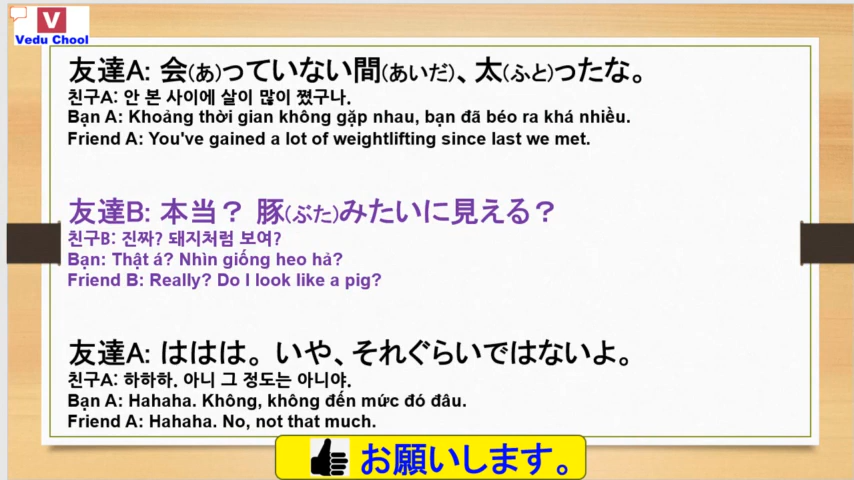 V
Vedu Chool
友達A: 会(あ)っていない間(あいだ)、太(ふと)ったな。
친구A: 안 본 사이에 살이 많이 쪘구나.
Bạn A: Khoảng thời gian không gặp nhau, bạn đã béo ra khá nhiều.
Friend A: You've gained a lot of weightlifting since last we met.
友達B: 本当？ 豚(ぶた)みたいに見える？
친구B: 진짜? 돼지처럼 보여?
Bạn: Thật á? Nhìn giống heo hả?
Friend B: Really? Do I look like a pig?
友達A: ははは。いや、それぐらいではないよ。
친구A: 하하하. 아니 그 정도는 아니야.
Bạn A: Hahaha. Không, không đến mức đó đâu.
Friend A: Hahaha. No, not that much.
お願いします。